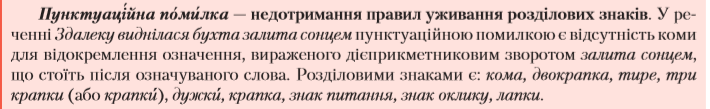 Пунктуаці́йна по́милка — недотримання правил уживання розділових знаків. У ре-
ченні Здалеку виднілася бухта залита сонцем пунктуаційною помилкою є відсутність коми
для відокремлення означення, вираженого дієприкметниковим зворотом залита сонцем,
що стоїть після означуваного слова. Розділовими знаками є: кома, двокрапка, тире, три
крапки (або крапки́), дужки́, крапка, знак питання, знак оклику, лапки.